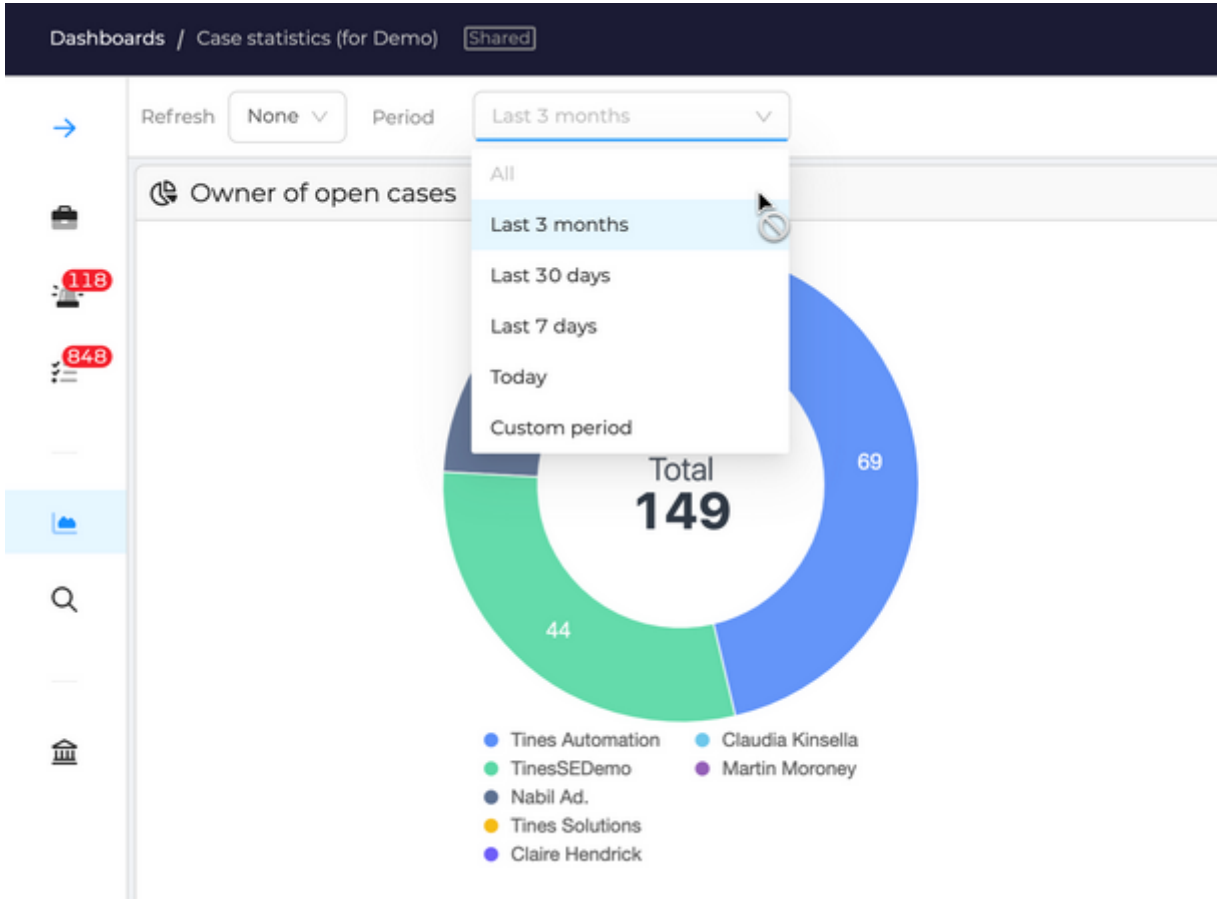 Dashboards / Case statistics (for Demo) Shared
Refresh None Period Last 3 months
All
Owner of open cases
Last 3 months
118
Last 30 days
Last 7 days
848
Today
Custom period
Total
69
149
44
Tines Automation Claudia Kinsella
TinesSEDemo Martin Moroney
Nabil Ad.
Tines Solutions
Claire Hendrick